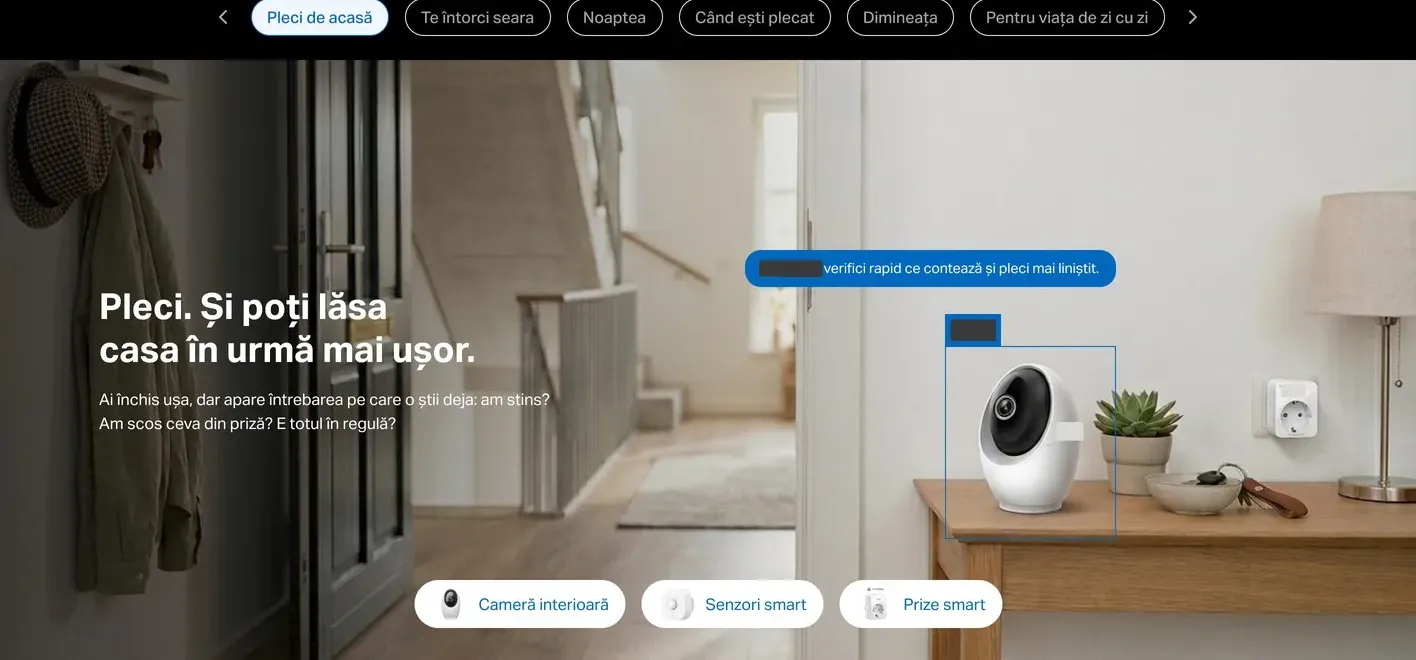 Pleci de acasă
Te întorci seara
Noaptea
Când ești plecat
Dimineața
Pentru viața de zi cu zi
verifici rapid ce contează și pleci mai liniștit.
Pleci. Și poți lăsa
casa în urmă mai ușor.
Ai închis ușa, dar apare întrebarea pe care o știi deja: am stins?
Am scos ceva din priză? E totul în regulă?
Cameră interioară
Senzori smart
Prize smart